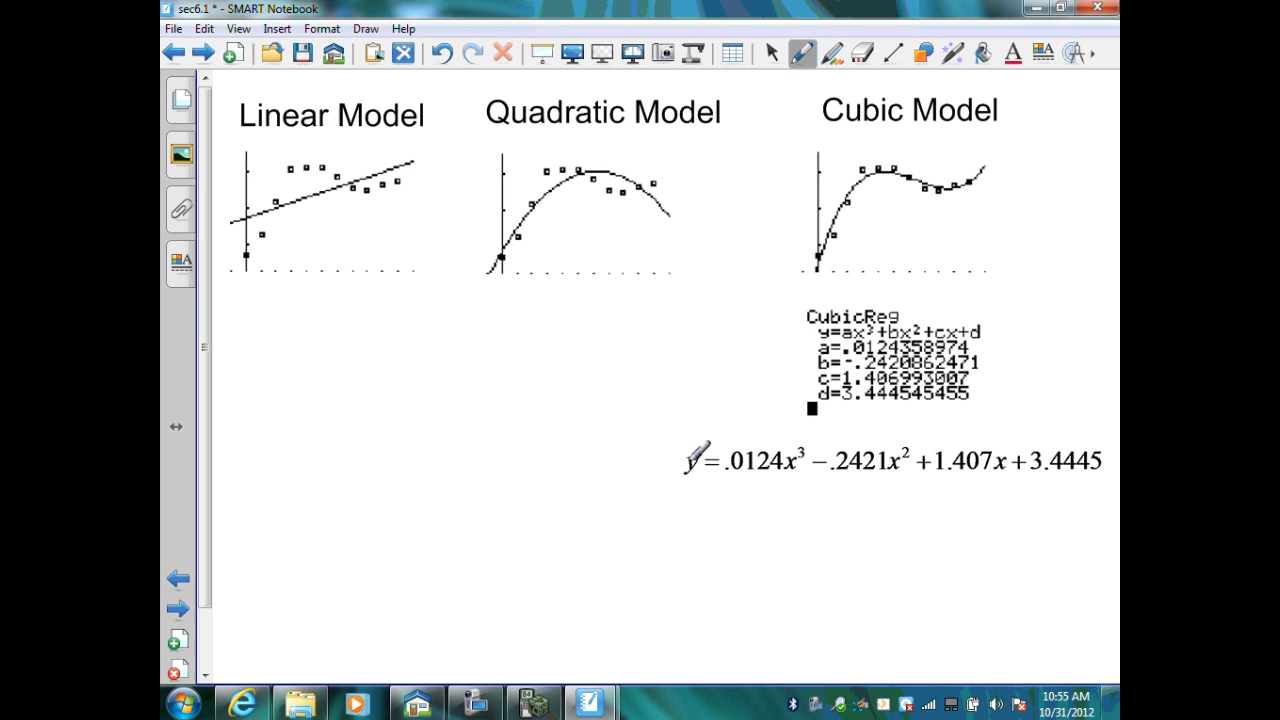 sec6.1 * - SMART Notebook
File Edit View Insert Format Draw Help
Linear Model
Quadratic Model
Cubic Model
CubicReg
y=ax³+bx²+cx+d
a=.0124358974
b=-.2420862471
c=1.406993007
d=3.444545455
y = .0124x³ − .2421x² + 1.407x + 3.4445
10:55 AM
10/31/2012